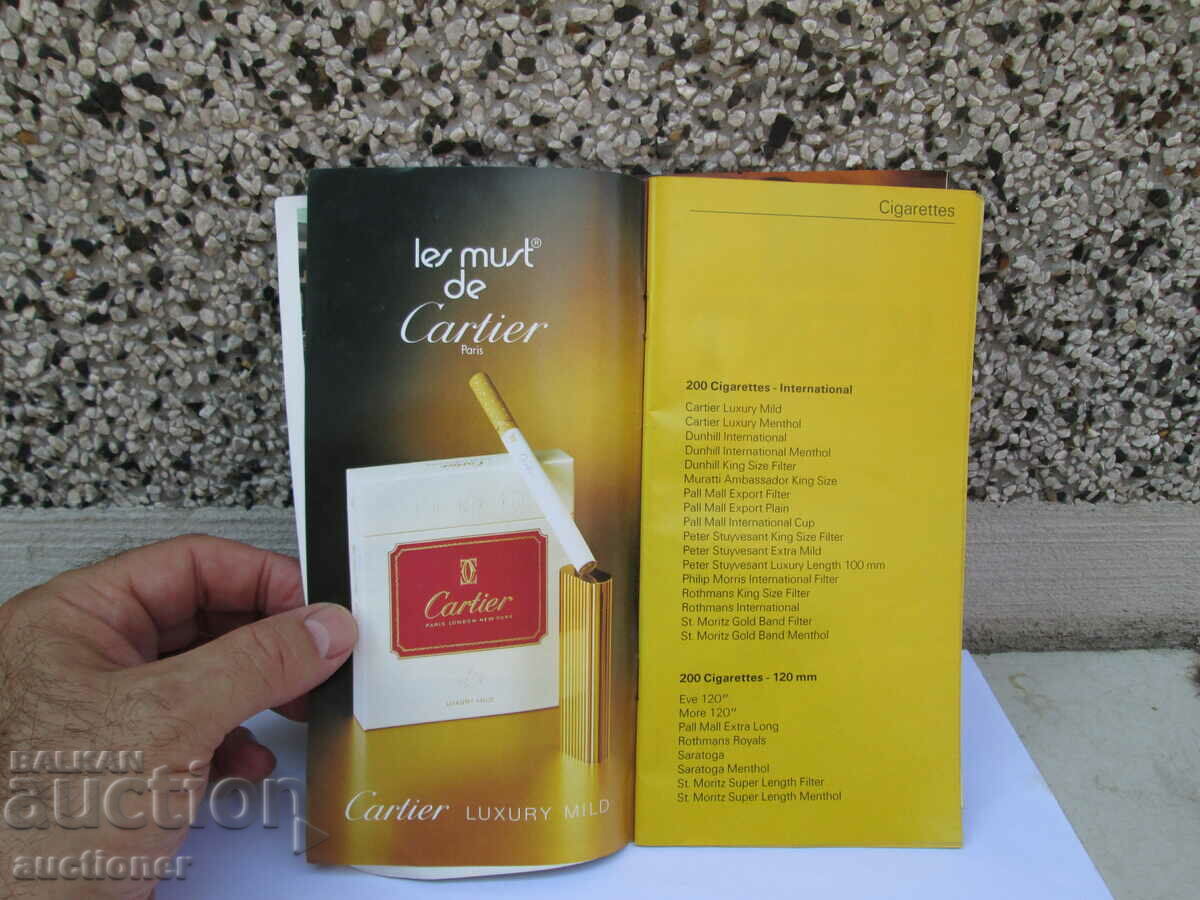 les must®
de
Cartier
Paris
Cartier
Cartier
PARIS LONDON NEW YORK
LUXURY MILD
Cartier LUXURY MILD
Cigarettes
200 Cigarettes - International
Cartier Luxury Mild
Cartier Luxury Menthol
Dunhill International
Dunhill International Menthol
Dunhill King Size Filter
Muratti Ambassador King Size
Pall Mall Export Filter
Pall Mall Export Plain
Pall Mall International Cup
Peter Stuyvesant King Size Filter
Peter Stuyvesant Extra Mild
Peter Stuyvesant Luxury Length 100 mm
Philip Morris International Filter
Rothmans King Size Filter
Rothmans International
St. Moritz Gold Band Filter
St. Moritz Gold Band Menthol
200 Cigarettes - 120 mm
Eve 120"
More 120"
Pall Mall Extra Long
Rothmans Royals
Saratoga
Saratoga Menthol
St. Moritz Super Length Filter
St. Moritz Super Length Menthol
BALKAN
auction
auctioner